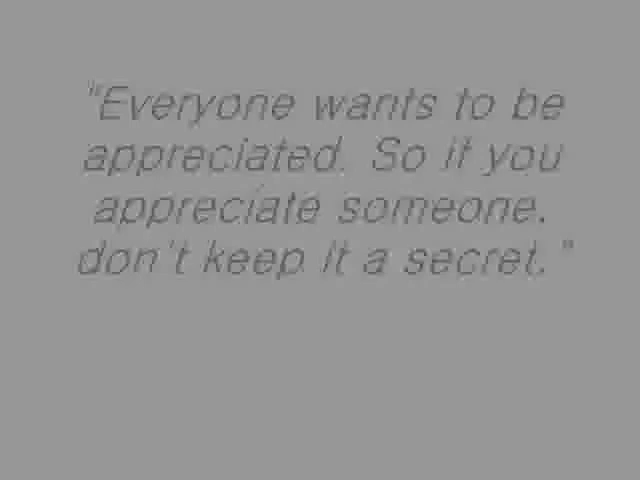 "Everyone wants to be
appreciated. So if you
appreciate someone,
don't keep it a secret."